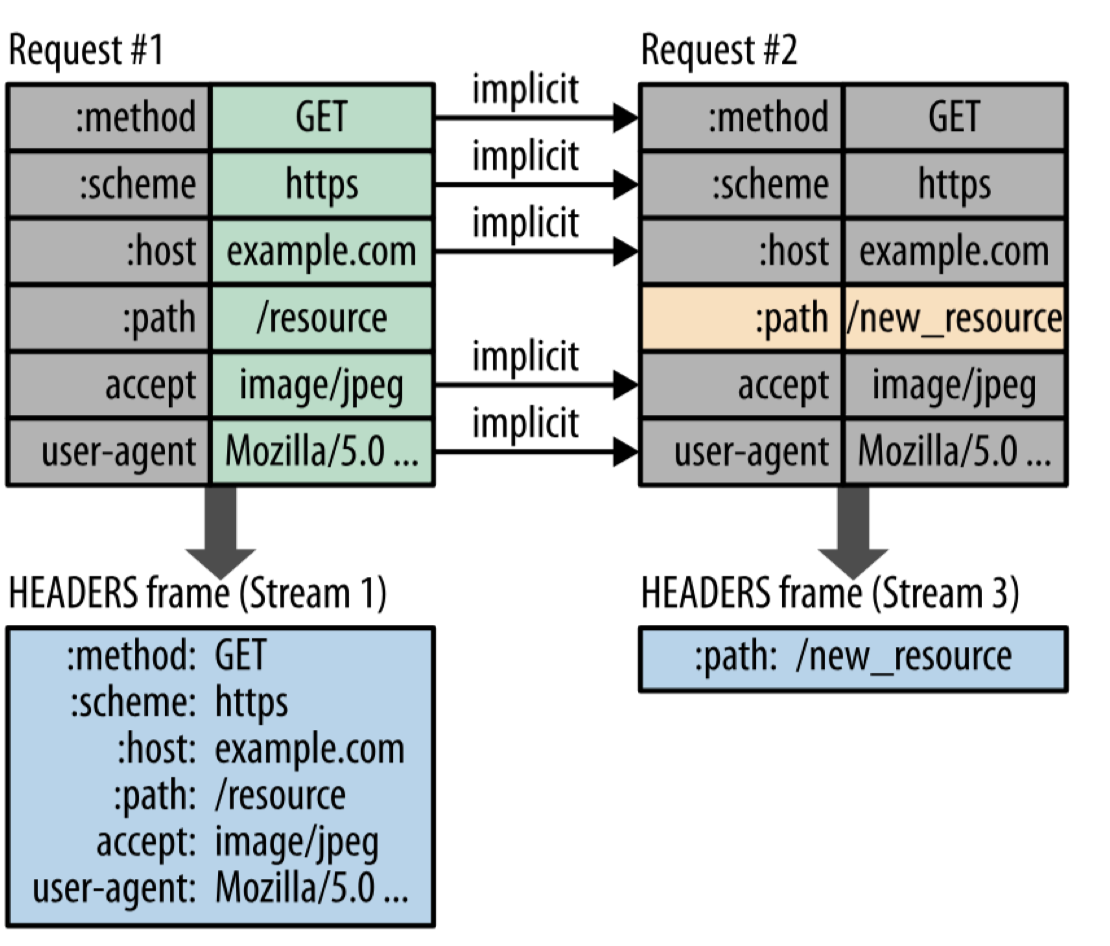 Request #1
:method GET
:scheme https
:host example.com
:path /resource
accept image/jpeg
user-agent Mozilla/5.0 ...
implicit
implicit
implicit
implicit
implicit
Request #2
:method GET
:scheme https
:host example.com
:path /new_resource
accept image/jpeg
user-agent Mozilla/5.0 ...
HEADERS frame (Stream 1)
:method: GET
:scheme: https
:host: example.com
:path: /resource
accept: image/jpeg
user-agent: Mozilla/5.0 ...
HEADERS frame (Stream 3)
:path: /new_resource